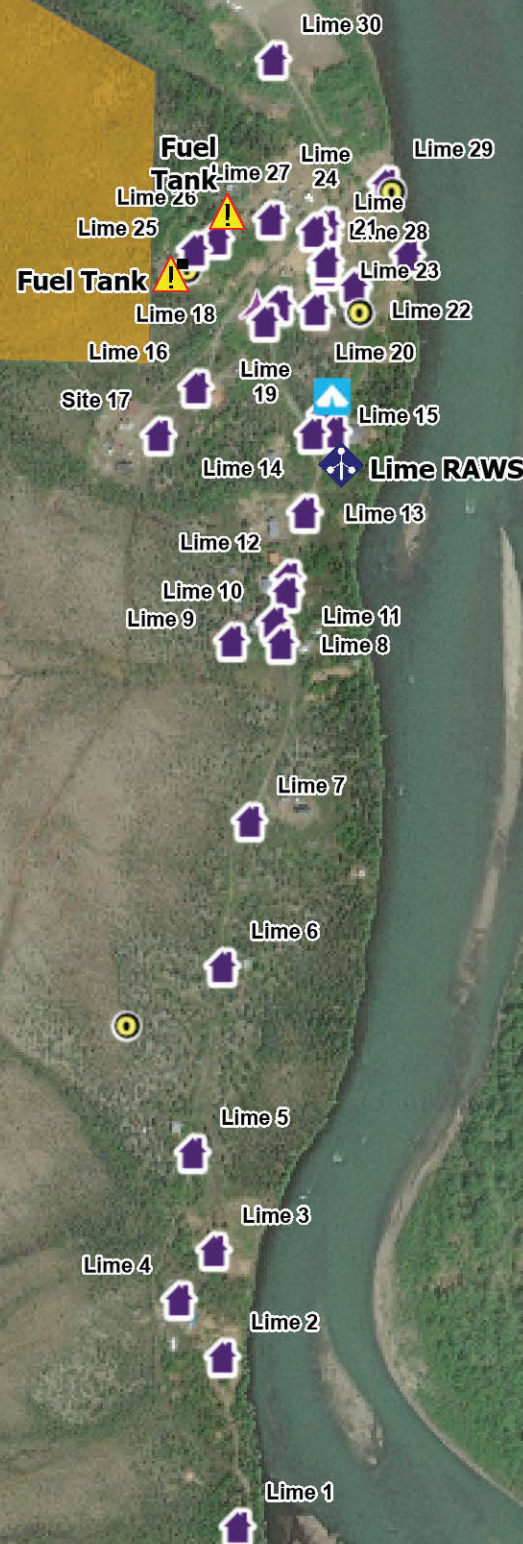 Lime 30
Lime 29
Fuel
Tank
Lime 27
Lime
24
Lime 26
Lime
21
Lime 25
Lime 28
Fuel Tank
Lime 23
Lime 18
Lime 22
Lime 16
Lime 20
Lime
19
Site 17
Lime 15
Lime 14
Lime RAWS
Lime 13
Lime 12
Lime 10
Lime 9
Lime 11
Lime 8
Lime 7
Lime 6
Lime 5
Lime 3
Lime 4
Lime 2
Lime 1